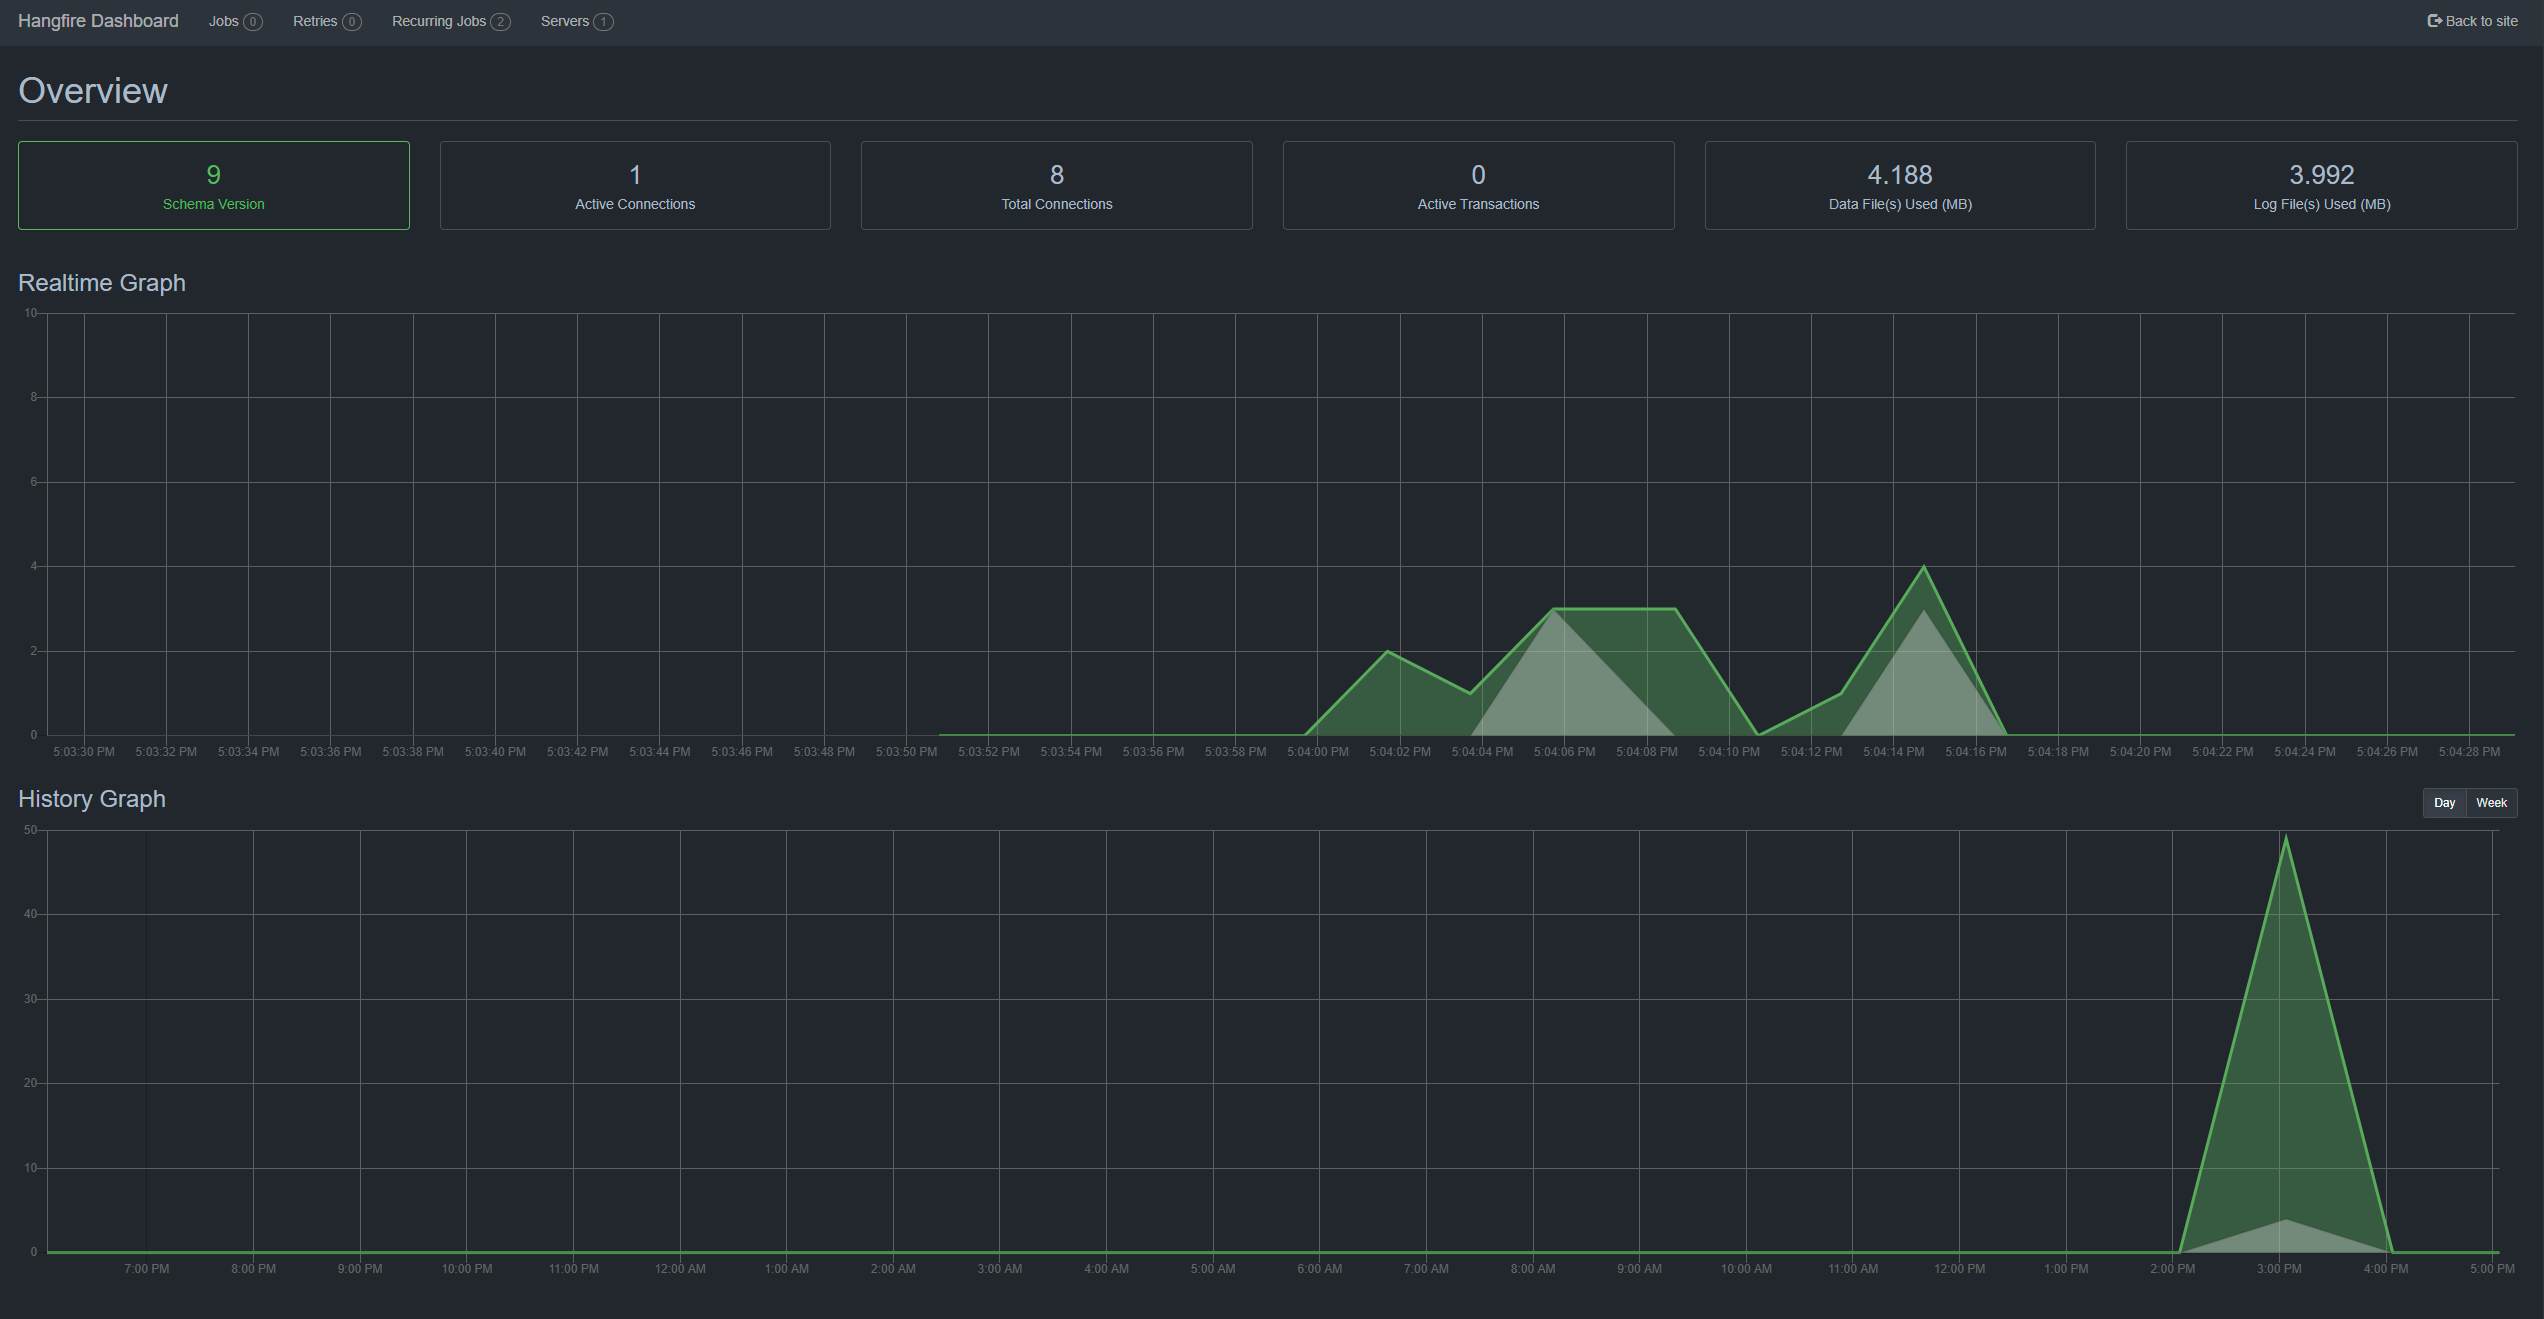 Hangfire Dashboard Jobs 0 Retries 0 Recurring Jobs 2 Servers 1 Back to site
Overview
9 1 8 0 4.188 3.992
Schema Version Active Connections Total Connections Active Transactions Data File(s) Used (MB) Log File(s) Used (MB)
Realtime Graph
10
8
6
4
2
0
5:03:30 PM 5:03:32 PM 5:03:34 PM 5:03:36 PM 5:03:38 PM 5:03:40 PM 5:03:42 PM 5:03:44 PM 5:03:46 PM 5:03:48 PM 5:03:50 PM 5:03:52 PM 5:03:54 PM 5:03:56 PM 5:03:58 PM 5:04:00 PM 5:04:02 PM 5:04:04 PM 5:04:06 PM 5:04:08 PM 5:04:10 PM 5:04:12 PM 5:04:14 PM 5:04:16 PM 5:04:18 PM 5:04:20 PM 5:04:22 PM 5:04:24 PM 5:04:26 PM 5:04:28 PM
History Graph Day Week
50
40
30
20
10
0
7:00 PM 8:00 PM 9:00 PM 10:00 PM 11:00 PM 12:00 AM 1:00 AM 2:00 AM 3:00 AM 4:00 AM 5:00 AM 6:00 AM 7:00 AM 8:00 AM 9:00 AM 10:00 AM 11:00 AM 12:00 PM 1:00 PM 2:00 PM 3:00 PM 4:00 PM 5:00 PM